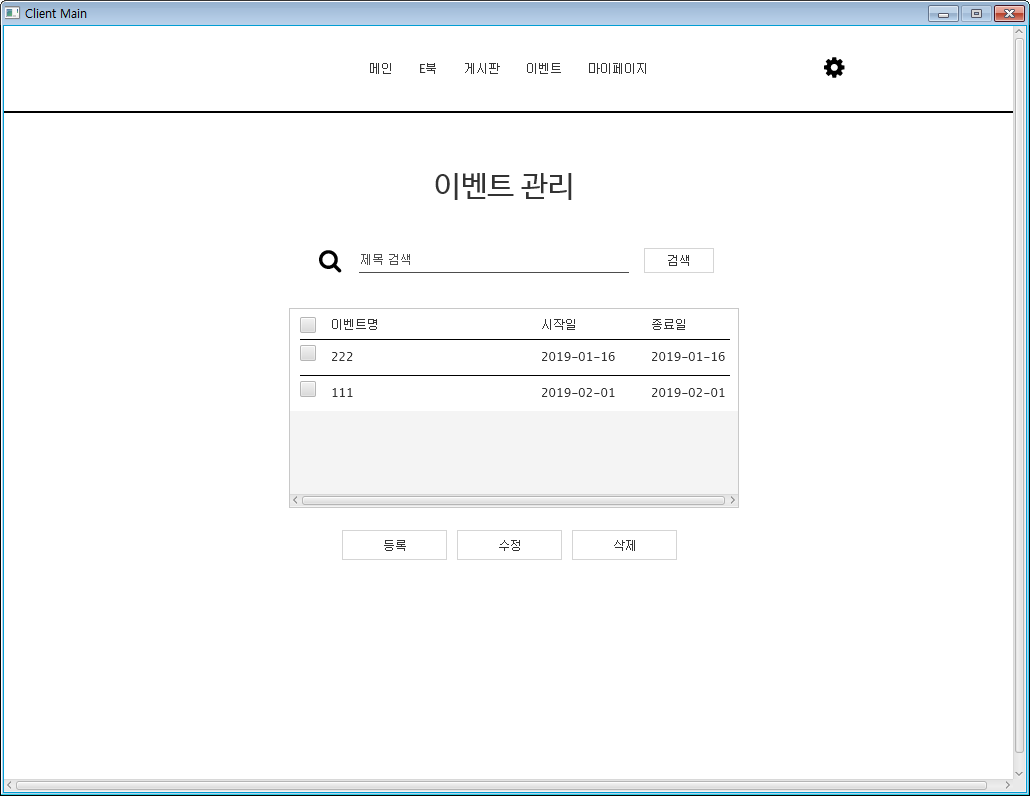 Client Main
메인 E북 게시판 이벤트 마이페이지
이벤트 관리
제목 검색 검색
이벤트명 시작일 종료일
222 2019-01-16 2019-01-16
111 2019-02-01 2019-02-01
등록 수정 삭제